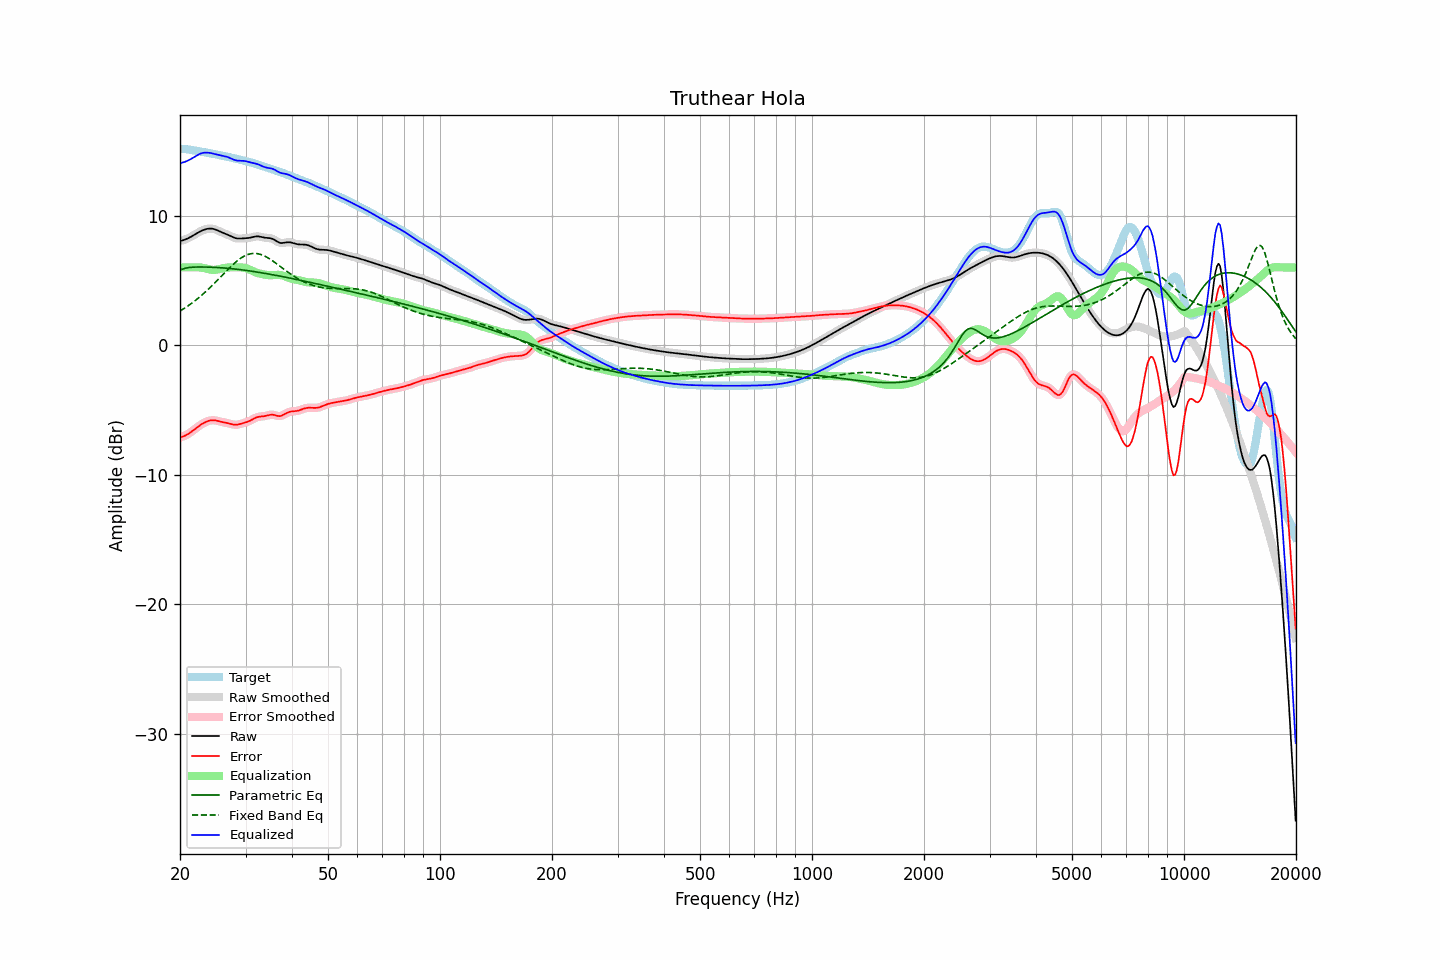 Truthear Hola
Amplitude (dBr)
10
0
−10
−20
−30
Target
Raw Smoothed
Error Smoothed
Raw
Error
Equalization
Parametric Eq
Fixed Band Eq
Equalized
20 50 100 200 500 1000 2000 5000 10000 20000
Frequency (Hz)